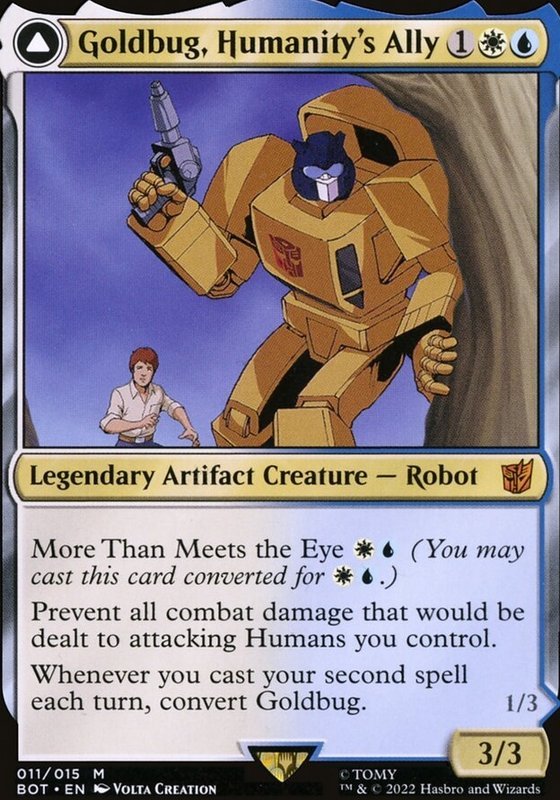 Goldbug, Humanity's Ally 1
Legendary Artifact Creature — Robot
More Than Meets the Eye (You may
cast this card converted for .)
Prevent all combat damage that would be
dealt to attacking Humans you control.
Whenever you cast your second spell
each turn, convert Goldbug.
1/3
3/3
011/015 M
BOT • EN Volta Creation
© TOMY
™ & © 2022 Hasbro and Wizards